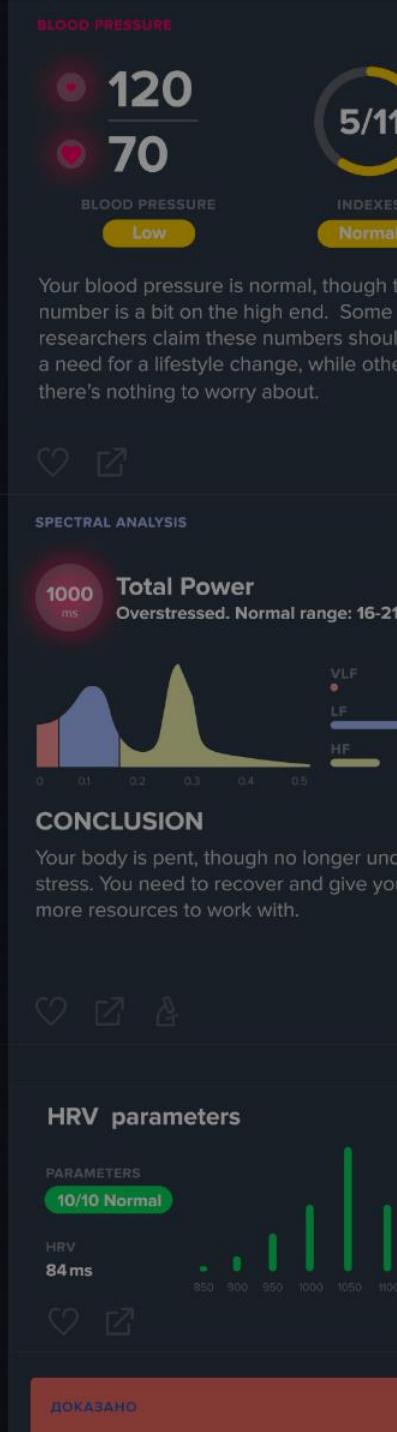 BLOOD PRESSURE
120
70
5/11
BLOOD PRESSURE
INDEXES
Low
Normal
Your blood pressure is normal, though
number is a bit on the high end. Some
researchers claim these numbers
a need for a lifestyle change, while
there's nothing to worry about.
SPECTRAL ANALYSIS
1000
ms
Total Power
Overstressed. Normal range: 16-21
VLF
LF
HF
0 0.1 0.2 0.3 0.4 0.5
CONCLUSION
Your body is pent, though no longer
stress. You need to recover and give
more resources to work with.
HRV parameters
PARAMETERS
10/10 Normal
HRV
84 ms
850 900 950 1000 1050 1100
ДОКАЗАНО